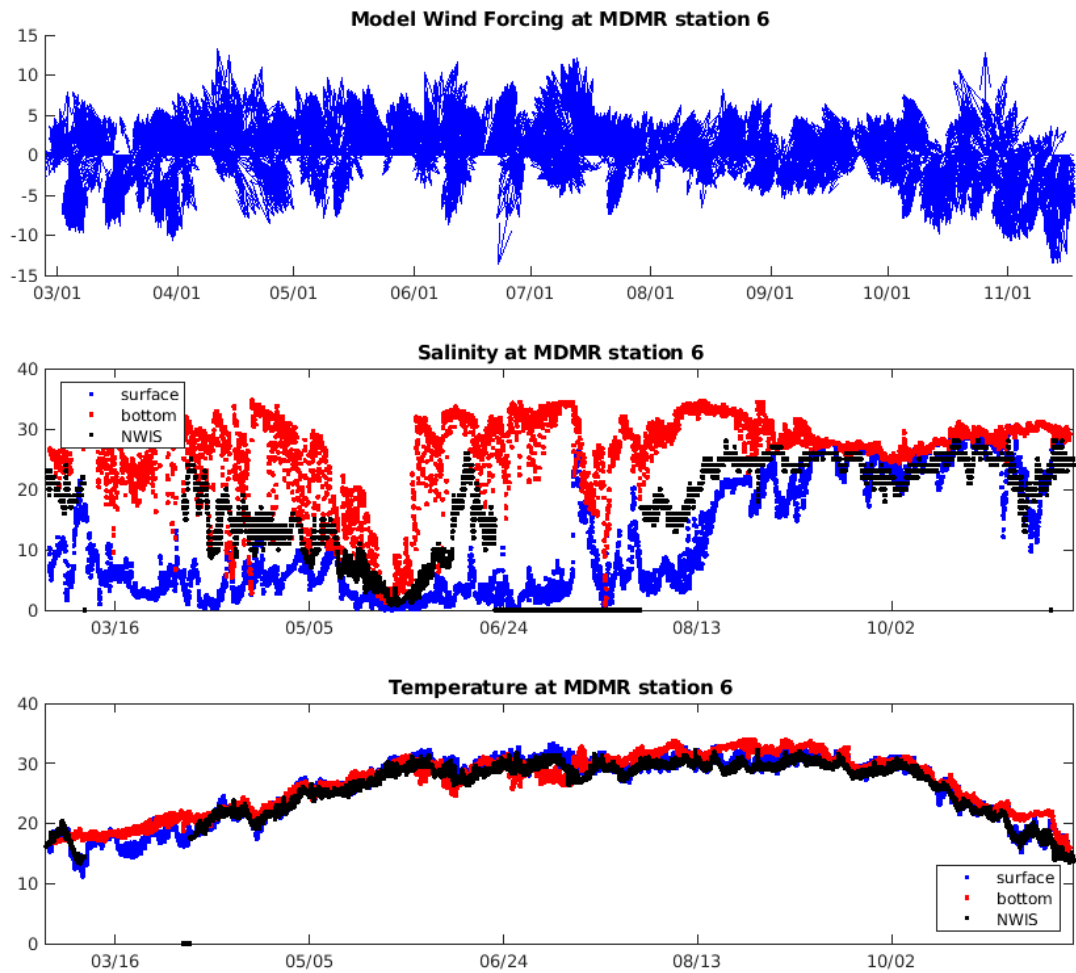 Model Wind Forcing at MDMR station 6
15
10
5
0
-5
-10
-15
03/01 04/01 05/01 06/01 07/01 08/01 09/01 10/01 11/01
Salinity at MDMR station 6
40
30
20
10
0
surface
bottom
NWIS
03/16 05/05 06/24 08/13 10/02
Temperature at MDMR station 6
40
30
20
10
0
surface
bottom
NWIS
03/16 05/05 06/24 08/13 10/02